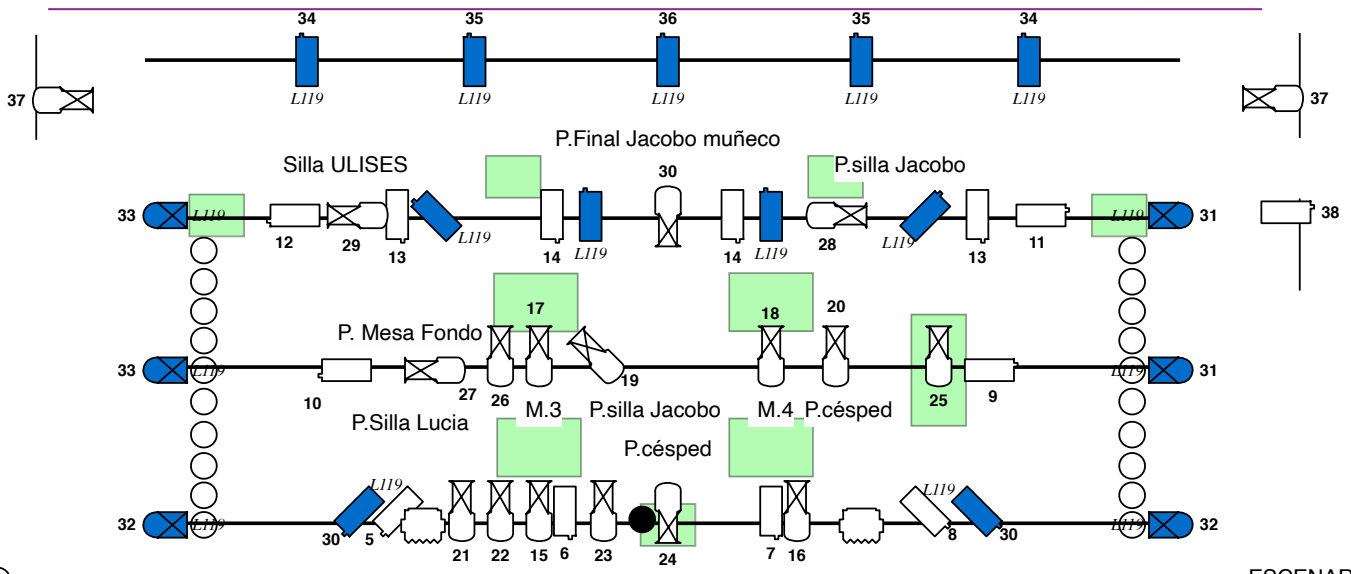 34 35 36 35 34
L119 L119 L119 L119 L119
37 37
P.Final Jacobo muñeco
Silla ULISES 30 P.silla Jacobo
33 L119 L119 31 38
12 29 13 L119 14 L119 14 L119 28 L119 13 11
17 18 20
P. Mesa Fondo
33 L119 19 L119 31
10 27 26 25 9
M.3 P.silla Jacobo M.4 P.césped
P.Silla Lucia
P.césped
L119 L119
32 L119 L119 32
30 5 21 22 15 6 23 24 7 16 8 30